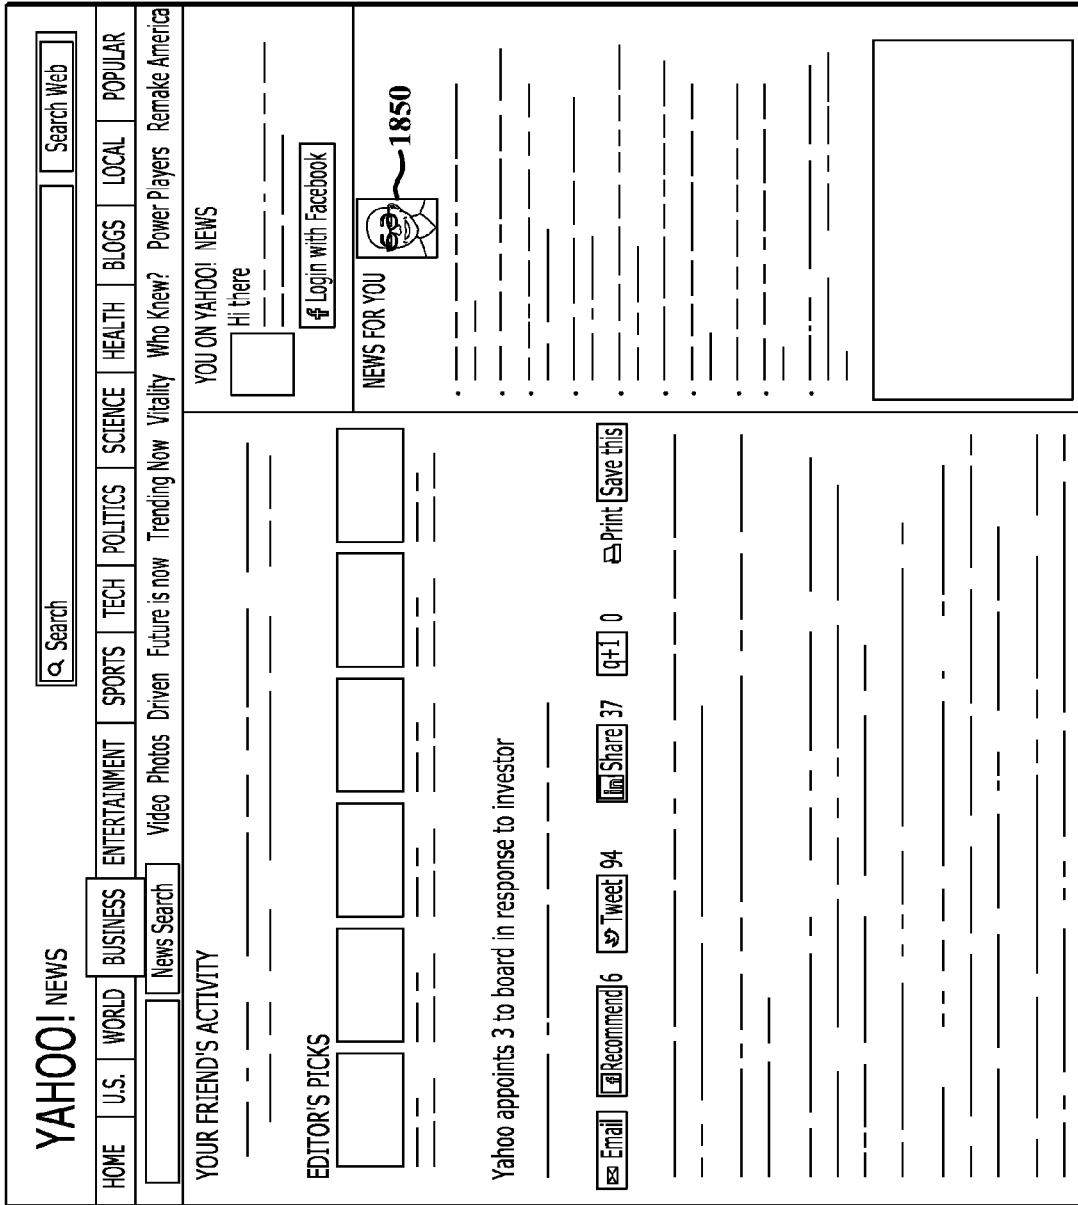 YAHOO! NEWS
Search
Search Web
HOME U.S. WORLD BUSINESS ENTERTAINMENT SPORTS TECH POLITICS SCIENCE HEALTH BLOGS LOCAL POPULAR
News Search Video Photos Driven Future is now Trending Now Vitality Who Knew? Power Players Remake America
YOUR FRIEND'S ACTIVITY
EDITOR'S PICKS
Yahoo appoints 3 to board in response to investor
Email f Recommend 6 Tweet 94 in Share 37 q+1 0 Print Save this
YOU ON YAHOO! NEWS
Hi there
f Login with Facebook
NEWS FOR YOU
1850